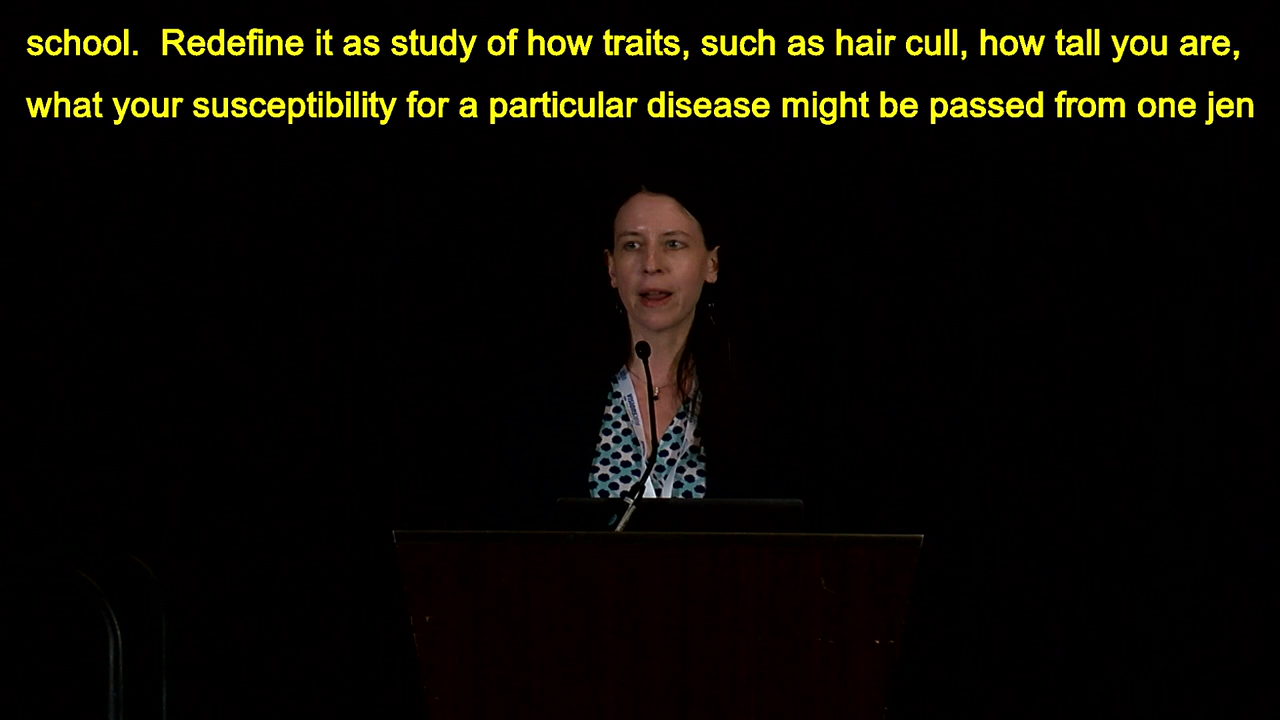 school.  Redefine it as study of how traits, such as hair cull, how tall you are,
what your susceptibility for a particular disease might be passed from one jen